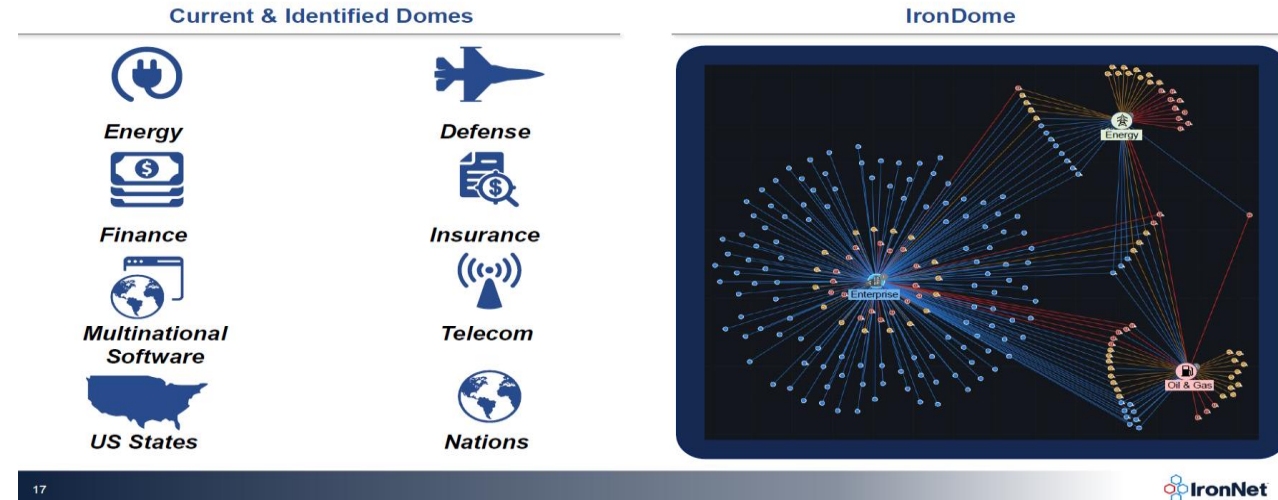 Current & Identified Domes
IronDome
Energy
Defense
Finance
Insurance
Multinational
Software
Telecom
US States
Nations
Energy
Enterprise
Oil & Gas
17
IronNet